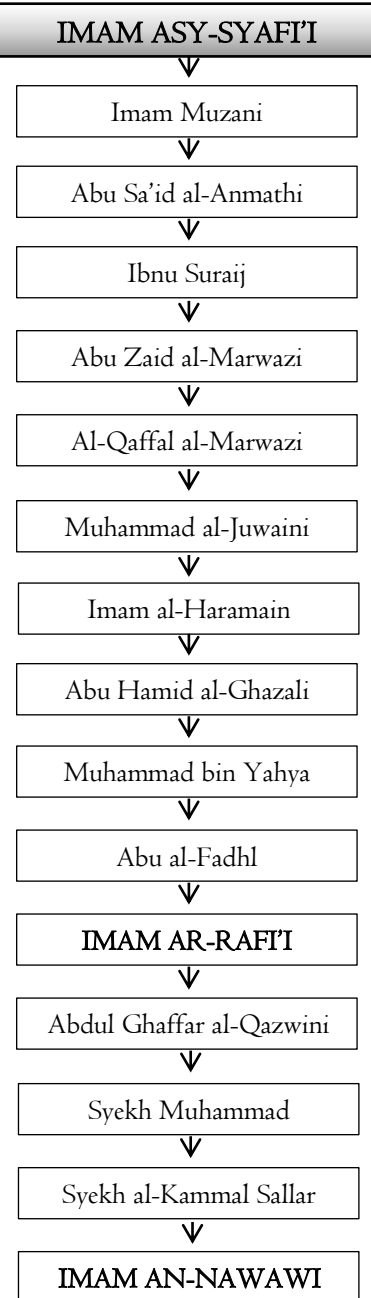 IMAM ASY-SYAFI'I
Imam Muzani
Abu Sa'id al-Anmathi
Ibnu Suraij
Abu Zaid al-Marwazi
Al-Qaffal al-Marwazi
Muhammad al-Juwaini
Imam al-Haramain
Abu Hamid al-Ghazali
Muhammad bin Yahya
Abu al-Fadhl
IMAM AR-RAFI'I
Abdul Ghaffar al-Qazwini
Syekh Muhammad
Syekh al-Kammal Sallar
IMAM AN-NAWAWI